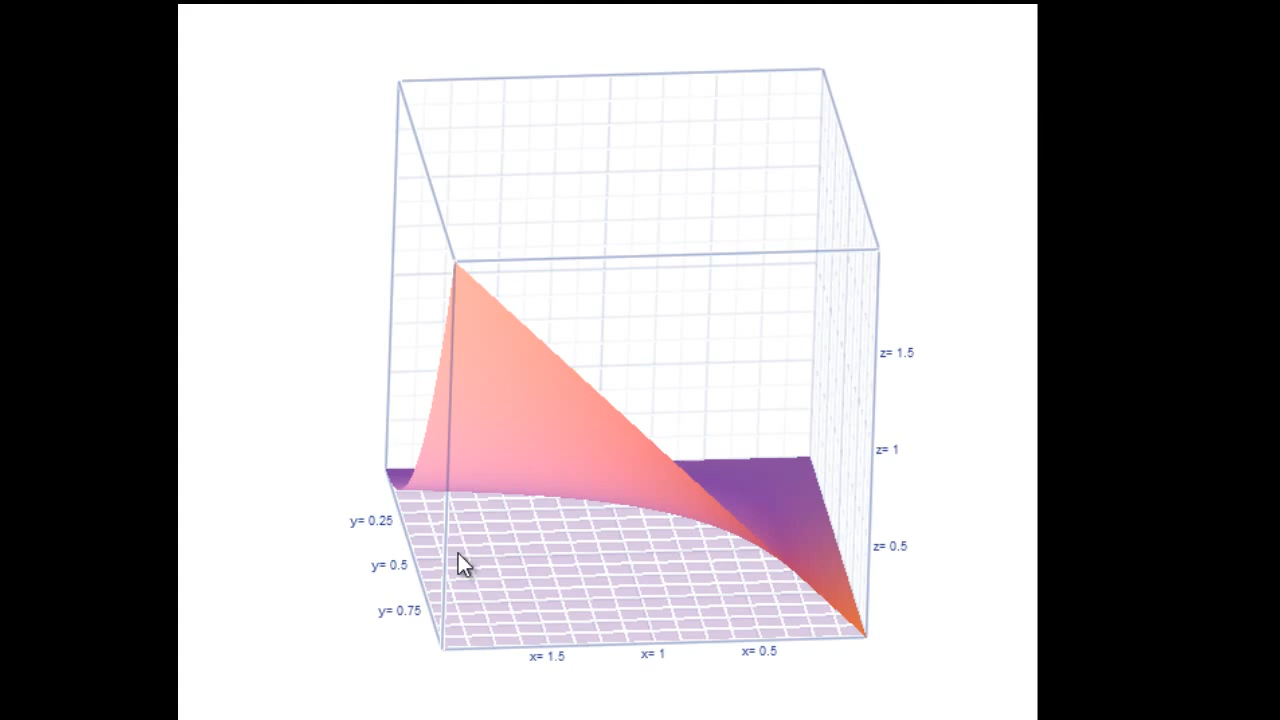 z= 1.5
z= 1
y= 0.25
z= 0.5
y= 0.5
y= 0.75
x= 1.5
x= 1
x= 0.5